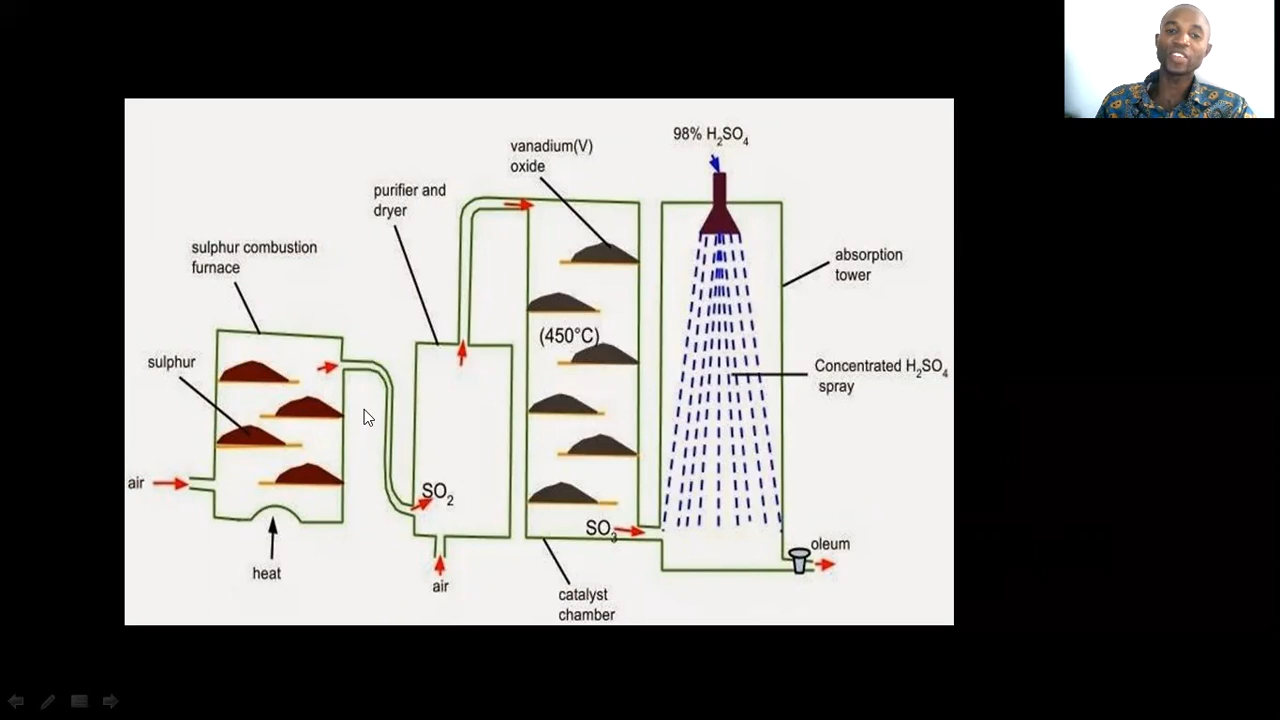 98% H₂SO₄
vanadium(V)
oxide
purifier and
dryer
sulphur combustion
furnace
absorption
tower
(450°C)
sulphur
Concentrated H₂SO₄
spray
air
SO₂
SO₃
oleum
heat
air
catalyst
chamber